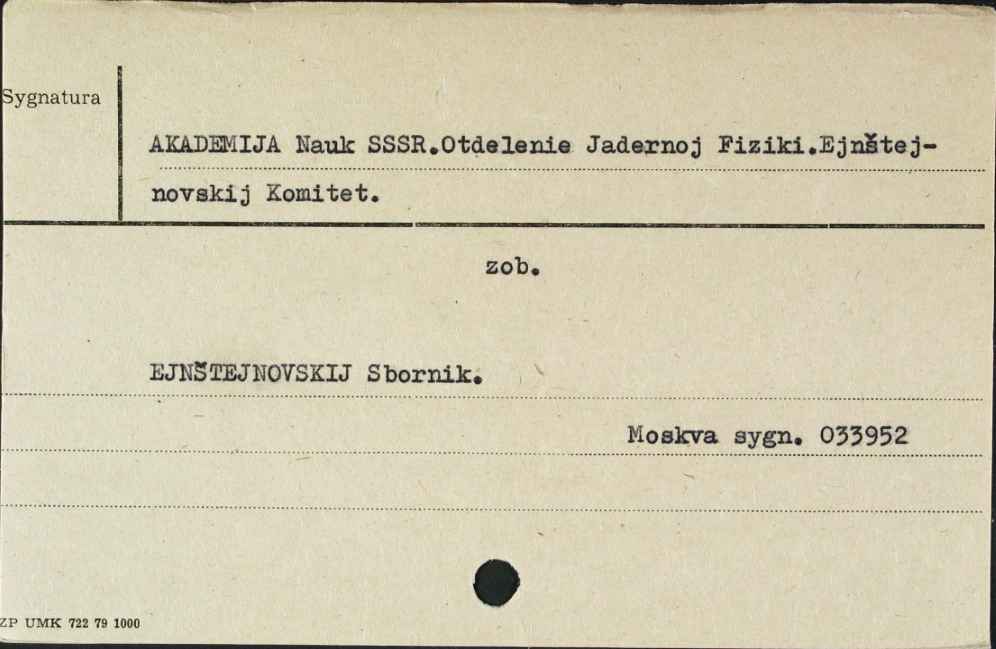 Sygnatura
AKADEMIJA Nauk SSSR.Otdelenie Jadernoj Fiziki.Ejnštej-
novskij Komitet.
zob.
EJNŠTEJNOVSKIJ Sbornik.
Moskva sygn. 033952
ZP UMK 722 79 1000